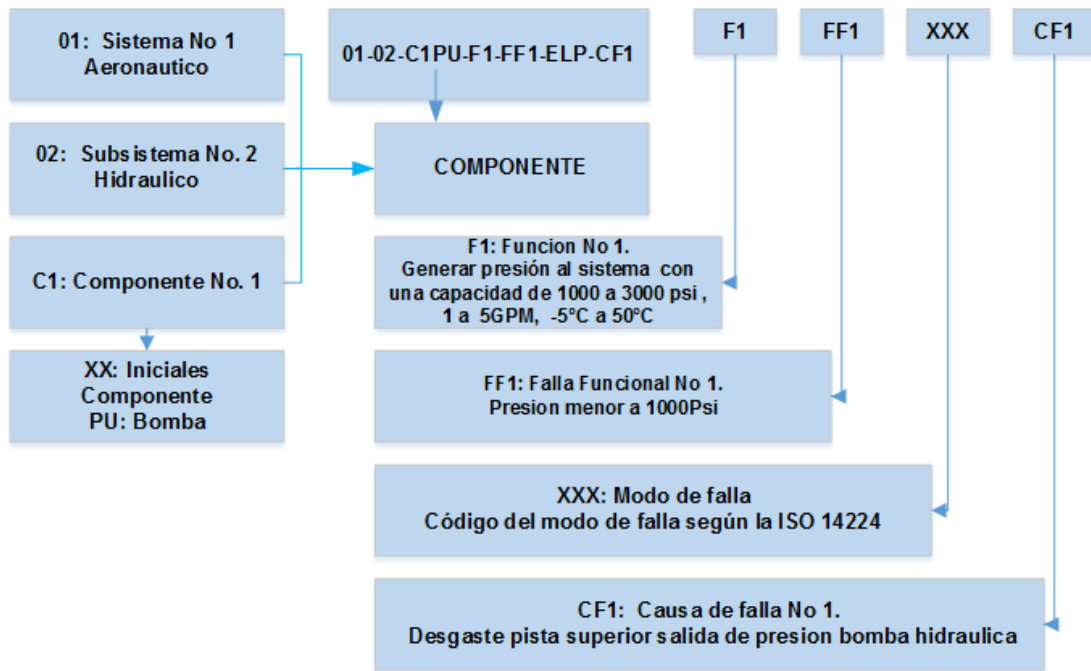 01: Sistema No 1
Aeronautico
02: Subsistema No. 2
Hidraulico
C1: Componente No. 1
XX: Iniciales
Componente
PU: Bomba
01-02-C1PU-F1-FF1-ELP-CF1
COMPONENTE
F1
FF1
XXX
CF1
F1: Funcion No 1.
Generar presión al sistema con
una capacidad de 1000 a 3000 psi ,
1 a 5GPM, -5°C a 50°C
FF1: Falla Funcional No 1.
Presion menor a 1000Psi
XXX: Modo de falla
Código del modo de falla según la ISO 14224
CF1: Causa de falla No 1.
Desgaste pista superior salida de presion bomba hidraulica